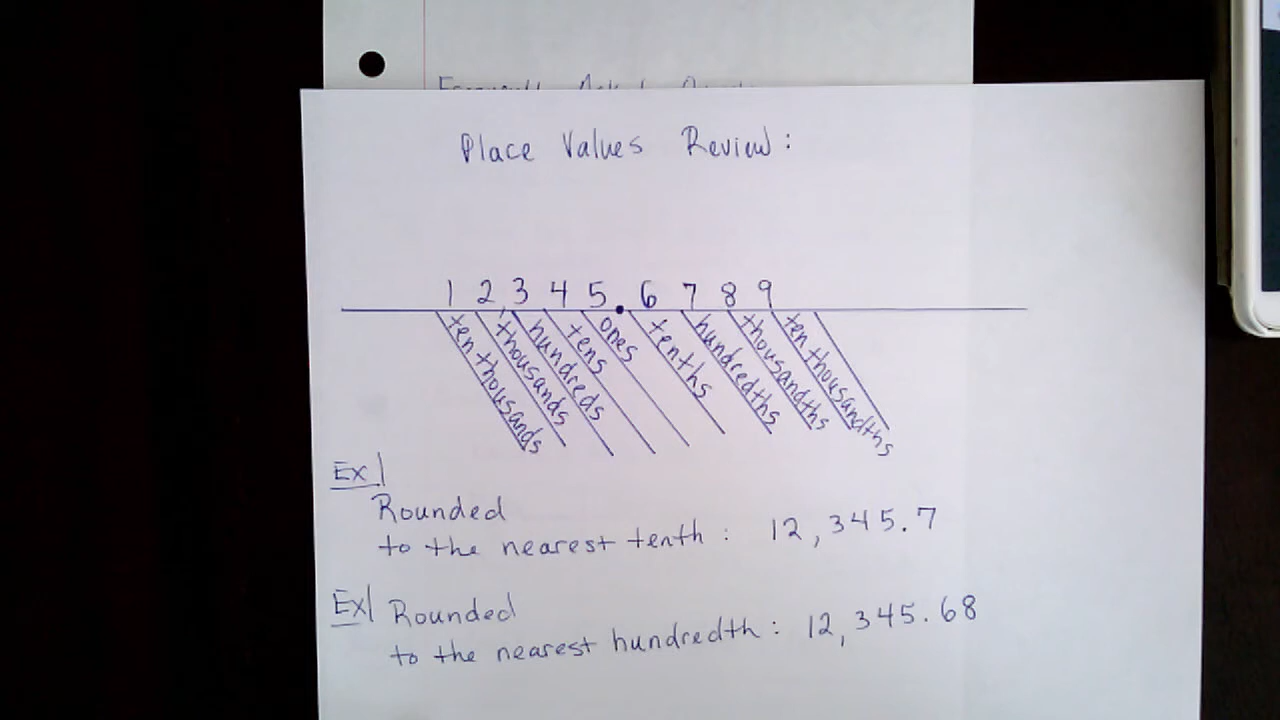 Place Values Review:
1 2,3 4 5.6 7 8 9
ten thousands
thousands
hundreds
tens
ones
tenths
hundredths
thousandths
ten thousandths
Ex|
Rounded
to the nearest tenth : 12,345.7
Ex| Rounded
to the nearest hundredth : 12,345.68